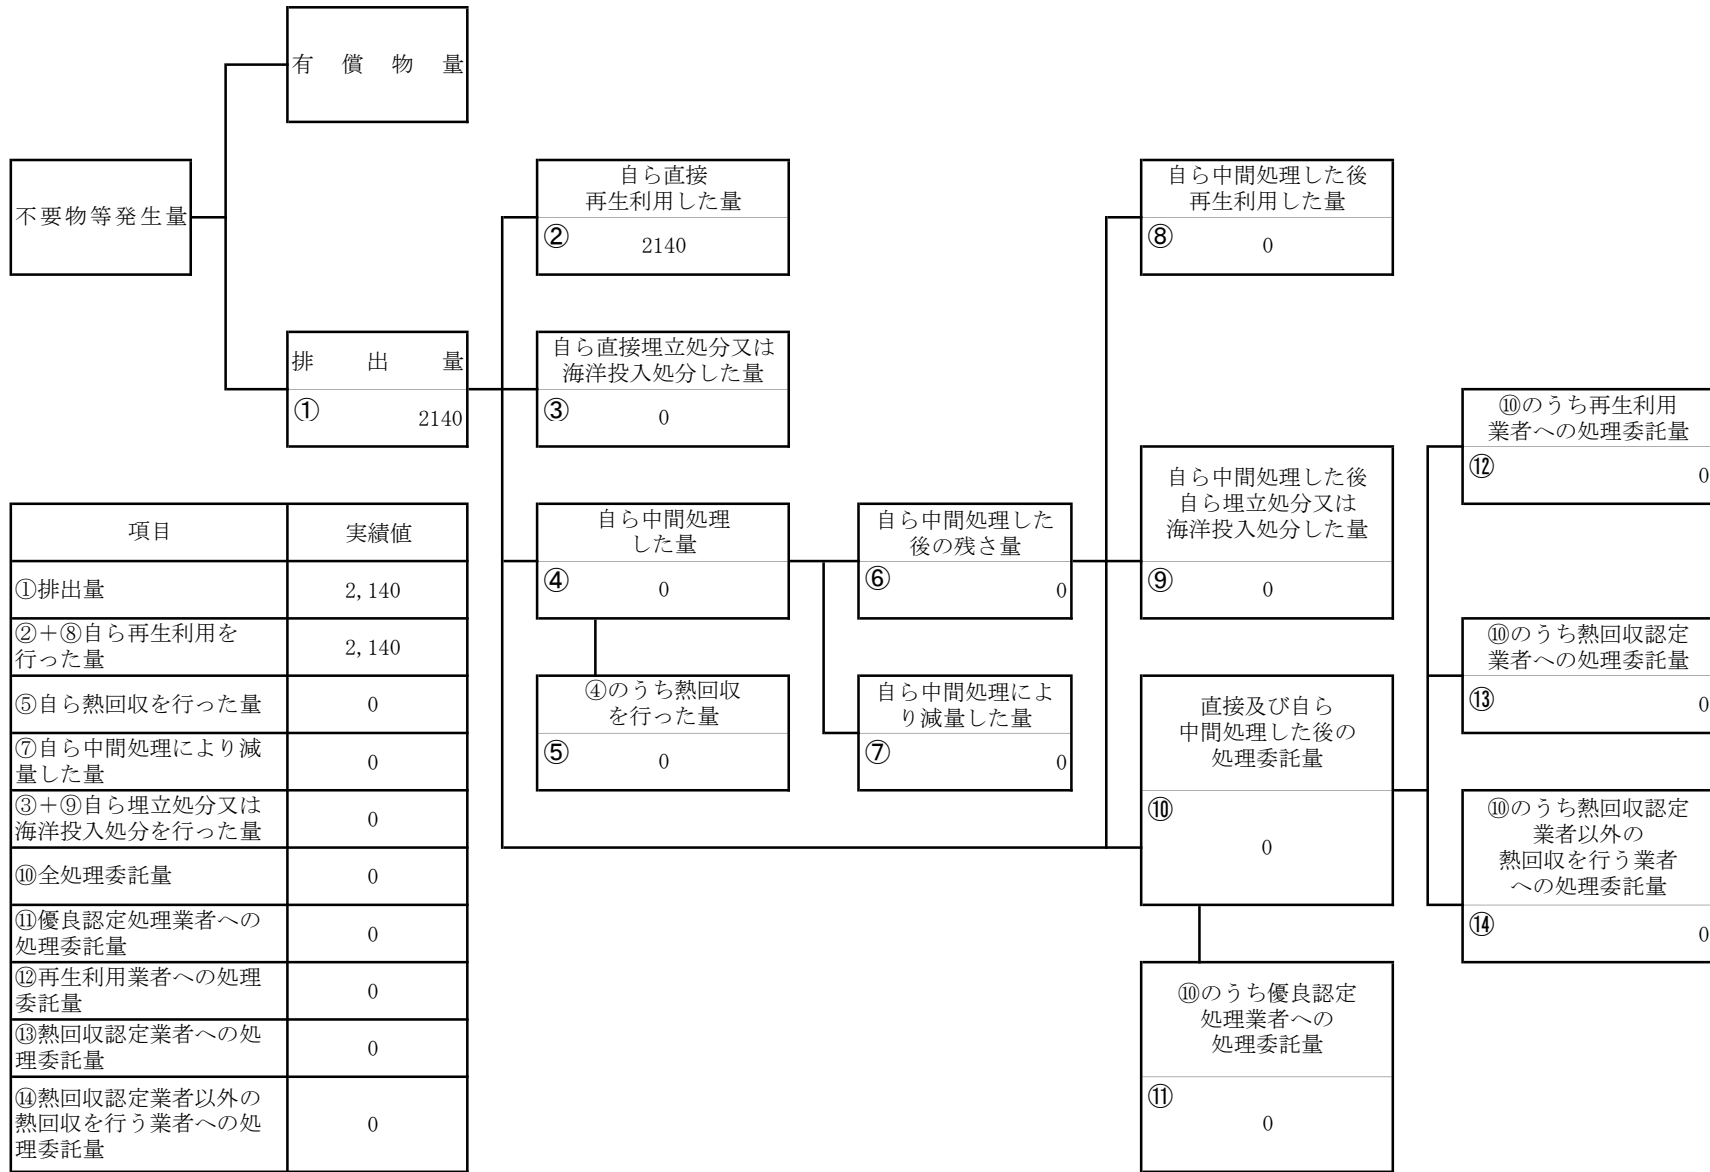 有償物量
不要物等発生量
自ら直接
再生利用した量
②
2140
自ら中間処理した後
再生利用した量
⑧
0
排出量
①
2140
自ら直接埋立処分又は
海洋投入処分した量
③
0
⑩のうち再生利用
業者への処理委託量
⑫
0
自ら中間処理
した量
④
0
自ら中間処理した
後の残さ量
⑥
0
自ら中間処理した後
自ら埋立処分又は
海洋投入処分した量
⑨
0
⑩のうち熱回収認定
業者への処理委託量
⑬
0
④のうち熱回収
を行った量
⑤
0
自ら中間処理によ
り減量した量
⑦
0
直接及び自ら
中間処理した後の
処理委託量
⑩
0
⑩のうち熱回収認定
業者以外の
熱回収を行う業者
への処理委託量
⑭
0
⑩のうち優良認定
処理業者への
処理委託量
⑪
0
項目 実績値
①排出量 2,140
②＋⑧自ら再生利用を
行った量 2,140
⑤自ら熱回収を行った量 0
⑦自ら中間処理により減
量した量 0
③＋⑨自ら埋立処分又は
海洋投入処分を行った量 0
⑩全処理委託量 0
⑪優良認定処理業者への
処理委託量 0
⑫再生利用業者への処理
委託量 0
⑬熱回収認定業者への処
理委託量 0
⑭熱回収認定業者以外の
熱回収を行う業者への処
理委託量 0